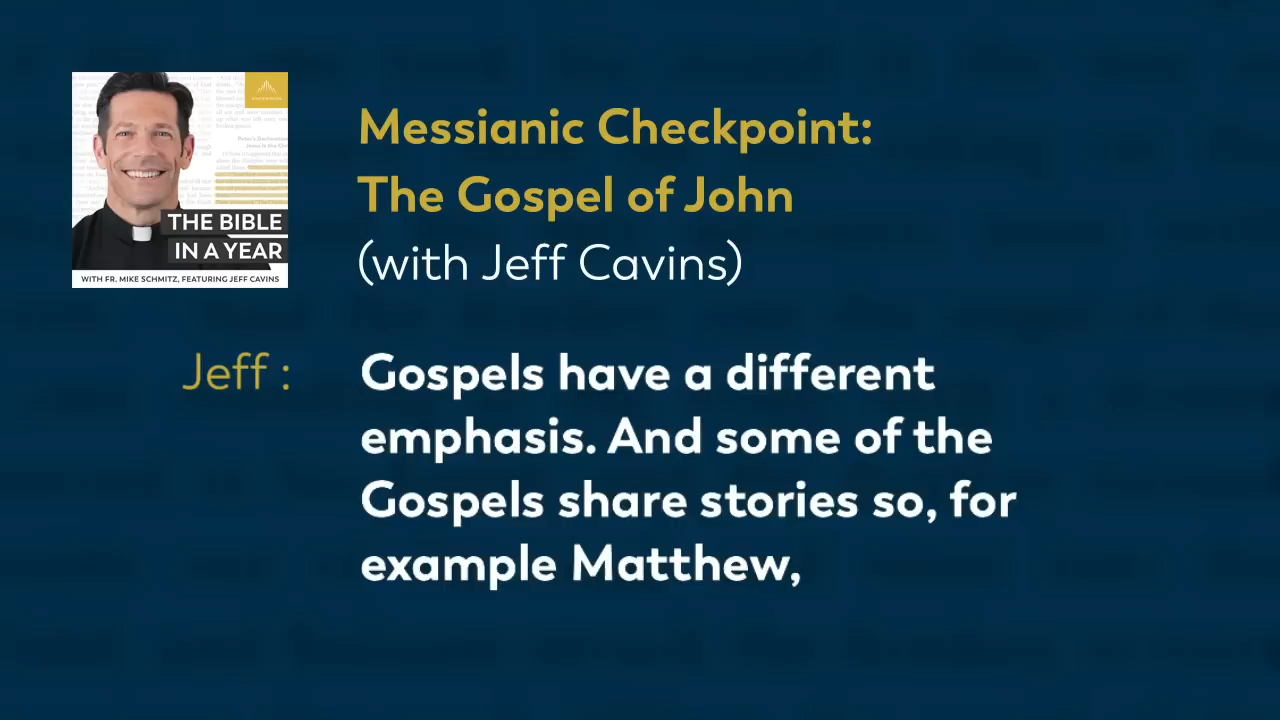 THE BIBLE
IN A YEAR
WITH FR. MIKE SCHMITZ, FEATURING JEFF CAVINS
Messianic Checkpoint:
The Gospel of John
(with Jeff Cavins)
Jeff :
Gospels have a different
emphasis. And some of the
Gospels share stories so, for
example Matthew,